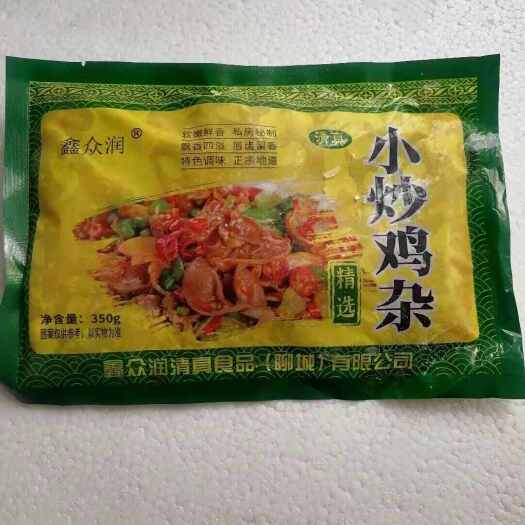 鑫众润®
软嫩鲜香 私房秘制
飘香四溢 卤菌留香
特色调味 正宗地道
清真
小炒鸡杂
精选
净含量：350g
图案仅供参考，以实物为准
鑫众润清真食品（聊城）有限公司